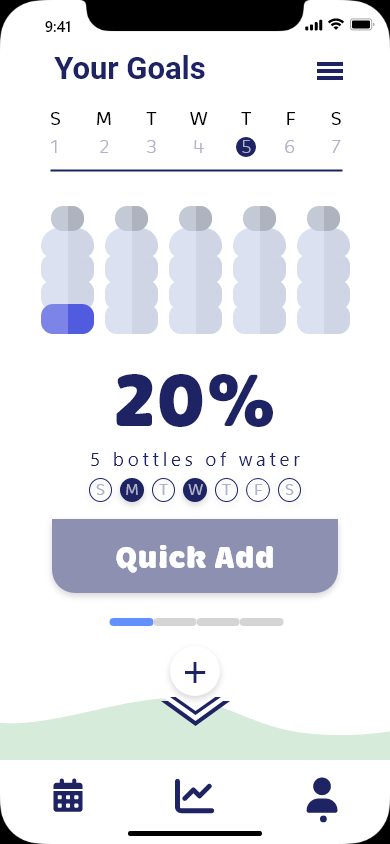 9:41
Your Goals
S M T W T F S
1 2 3 4 5 6 7
20%
5 bottles of water
S M T W T F S
Quick Add
+